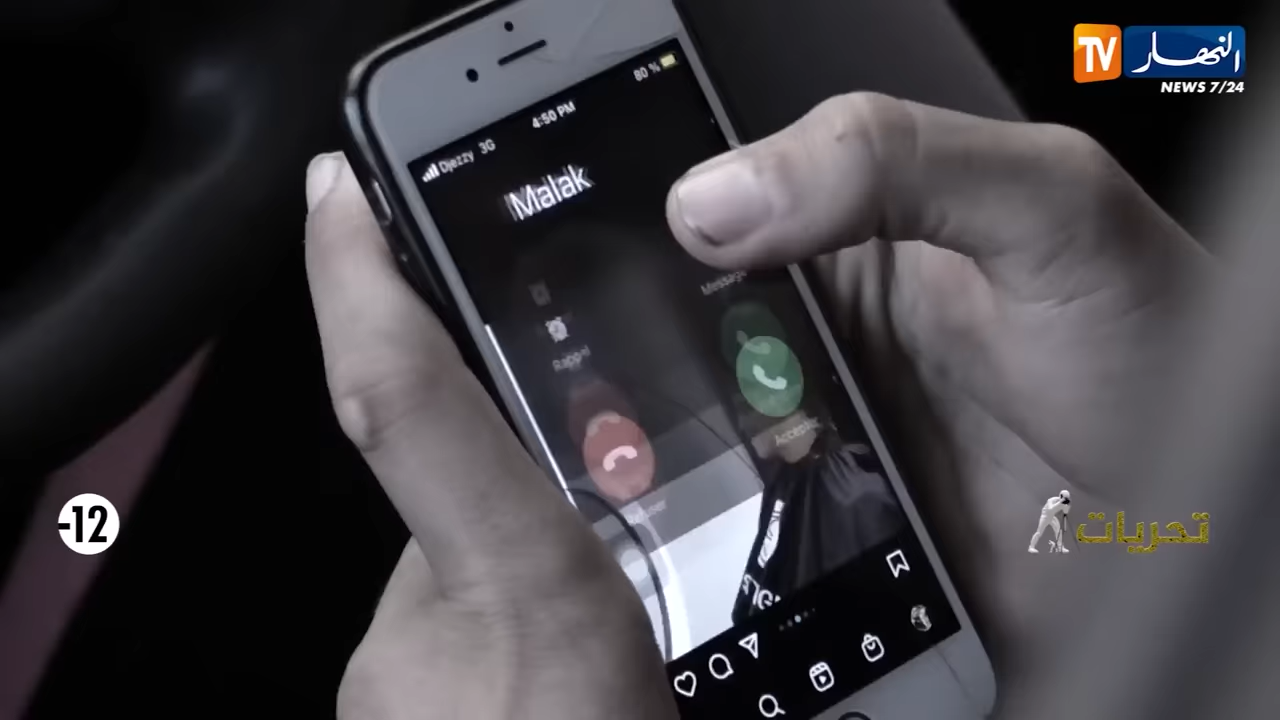 TV النهار
NEWS 7/24
80 %
4:50 PM
Djezzy 3G
Malak
Message
Rappel
Accepter
-12
تحريات